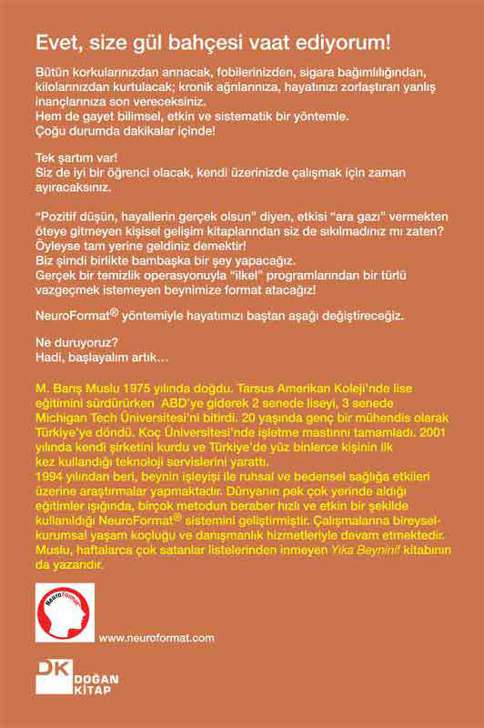 Evet, size gül bahçesi vaat ediyorum!
Bütün korkularınızdan arınacak, fobilerinizden, sigara bağımlılığından,
kilolarınızdan kurtulacak; kronik ağrılarınıza, hayatınızı zorlaştıran yanlış
inançlarınıza son vereceksiniz.
Hem de gayet bilimsel, etkin ve sistematik bir yöntemle.
Çoğu durumda dakikalar içinde!
Tek şartım var!
Siz de iyi bir öğrenci olacak, kendi üzerinizde çalışmak için zaman
ayıracaksınız.
“Pozitif düşün, hayallerin gerçek olsun” diyen, etkisi “ara gazı” vermekten
öteye gitmeyen kişisel gelişim kitaplarından siz de sıkılmadınız mı zaten?
Öyleyse tam yerine geldiniz demektir!
Biz şimdi birlikte bambaşka bir şey yapacağız.
Gerçek bir temizlik operasyonuyla “ilkel” programlarından bir türlü
vazgeçmek istemeyen beynimize format atacağız!
NeuroFormat® yöntemiyle hayatımızı baştan aşağı değiştireceğiz.
Ne duruyoruz?
Hadi, başlayalım artık…
M. Barış Muslu 1975 yılında doğdu. Tarsus Amerikan Koleji’nde lise
eğitimini sürdürürken ABD’ye giderek 2 senede liseyi, 3 senede
Michigan Tech Üniversitesi’ni bitirdi. 20 yaşında genç bir mühendis olarak
Türkiye’ye döndü. Koç Üniversitesi’nde işletme mastırını tamamladı. 2001
yılında kendi şirketini kurdu ve Türkiye’de yüz binlerce kişinin ilk
kez kullandığı teknoloji servislerini yarattı.
1994 yılından beri, beynin işleyişi ile ruhsal ve bedensel sağlığa etkileri
üzerine araştırmalar yapmaktadır. Dünyanın pek çok yerinde aldığı
eğitimler ışığında, birçok metodun beraber hızlı ve etkin bir şekilde
kullanıldığı NeuroFormat® sistemini geliştirmiştir. Çalışmalarına bireysel-
kurumsal yaşam koçluğu ve danışmanlık hizmetleriyle devam etmektedir.
Muslu, haftalarca çok satanlar listelerinden inmeyen Yıka Beynini! kitabının
da yazarıdır.
NeuroFormat
www.neuroformat.com
DK DOĞAN
KİTAP